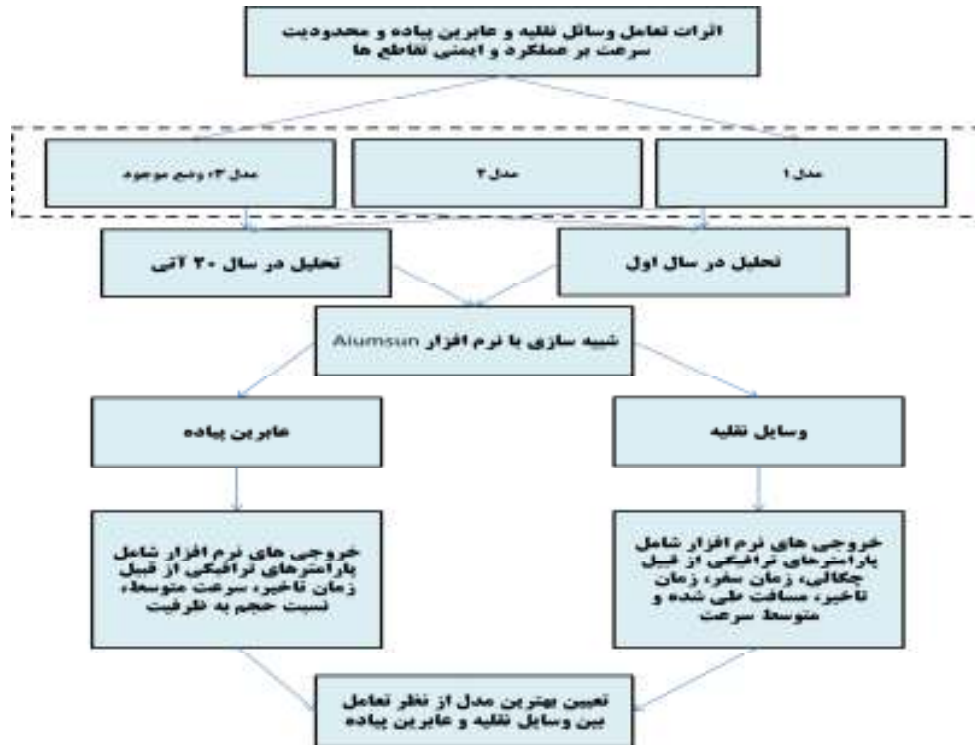 اثرات تعامل وسائل نقلیه و عابرین پیاده و محدودیت
سرعت بر عملکرد و ایمنی تقاطع ها
مدل ۱
مدل ۲
مدل ۳، وضع موجود
تحلیل در سال اول
تحلیل در سال ۲۰ آتی
شبیه سازی با نرم افزار Aiumsun
وسایل نقلیه
عابرین پیاده
خروجی های نرم افزار شامل
پارامترهای ترافیکی از قبیل
چگالی، زمان سفر، زمان
تاخیر، مسافت طی شده و
متوسط سرعت
خروجی های نرم افزار شامل
پارامترهای ترافیکی از قبیل
زمان تاخیر، سرعت متوسط،
نسبت حجم به ظرفیت
تعیین بهترین مدل از نظر تعامل
بین وسایل نقلیه و عابرین پیاده